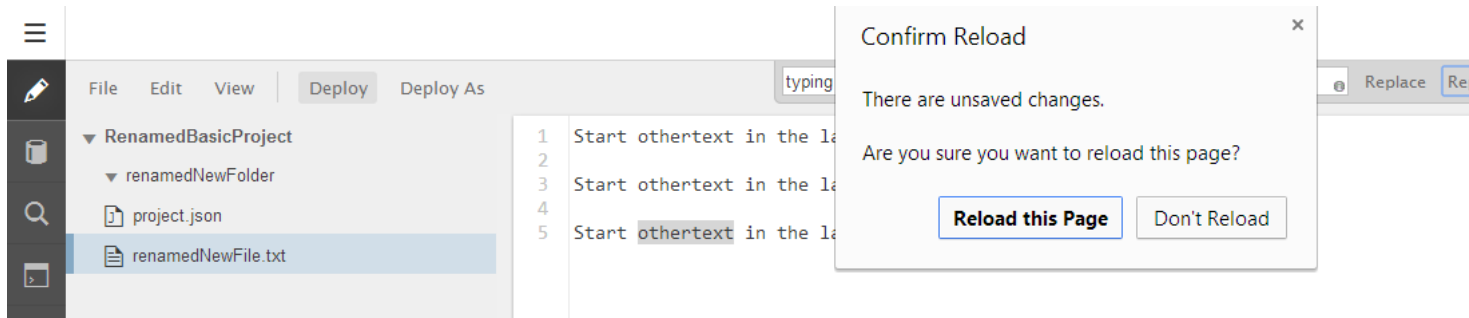 Confirm Reload
File Edit View Deploy Deploy As
typing
Replace
There are unsaved changes.
Are you sure you want to reload this page?
Reload this Page Don't Reload
RenamedBasicProject
renamedNewFolder
project.json
renamedNewFile.txt
1 Start othertext in the la
2
3 Start othertext in the la
4
5 Start othertext in the la